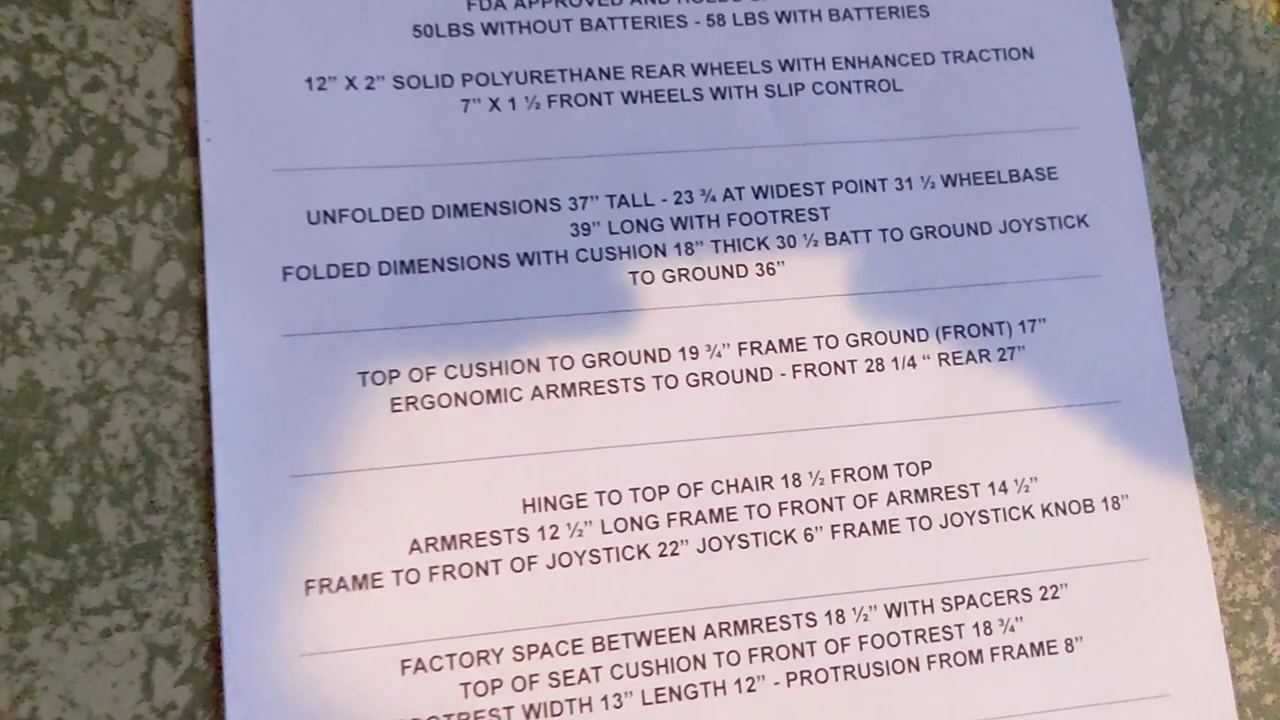 FDA APPROVED AND HOLDS
50LBS WITHOUT BATTERIES - 58 LBS WITH BATTERIES
12” X 2” SOLID POLYURETHANE REAR WHEELS WITH ENHANCED TRACTION
7” X 1 ½ FRONT WHEELS WITH SLIP CONTROL
UNFOLDED DIMENSIONS 37” TALL - 23 ¾ AT WIDEST POINT 31 ½ WHEELBASE
39” LONG WITH FOOTREST
FOLDED DIMENSIONS WITH CUSHION 18” THICK 30 ½ BATT TO GROUND JOYSTICK
TO GROUND 36”
TOP OF CUSHION TO GROUND 19 ¾” FRAME TO GROUND (FRONT) 17”
ERGONOMIC ARMRESTS TO GROUND - FRONT 28 1/4 “ REAR 27”
HINGE TO TOP OF CHAIR 18 ½ FROM TOP
ARMRESTS 12 ½” LONG FRAME TO FRONT OF ARMREST 14 ½”
FRAME TO FRONT OF JOYSTICK 22” JOYSTICK 6” FRAME TO JOYSTICK KNOB 18”
FACTORY SPACE BETWEEN ARMRESTS 18 ½” WITH SPACERS 22”
TOP OF SEAT CUSHION TO FRONT OF FOOTREST 18 ¾”
WIDTH 13” LENGTH 12” - PROTRUSION FROM FRAME 8”